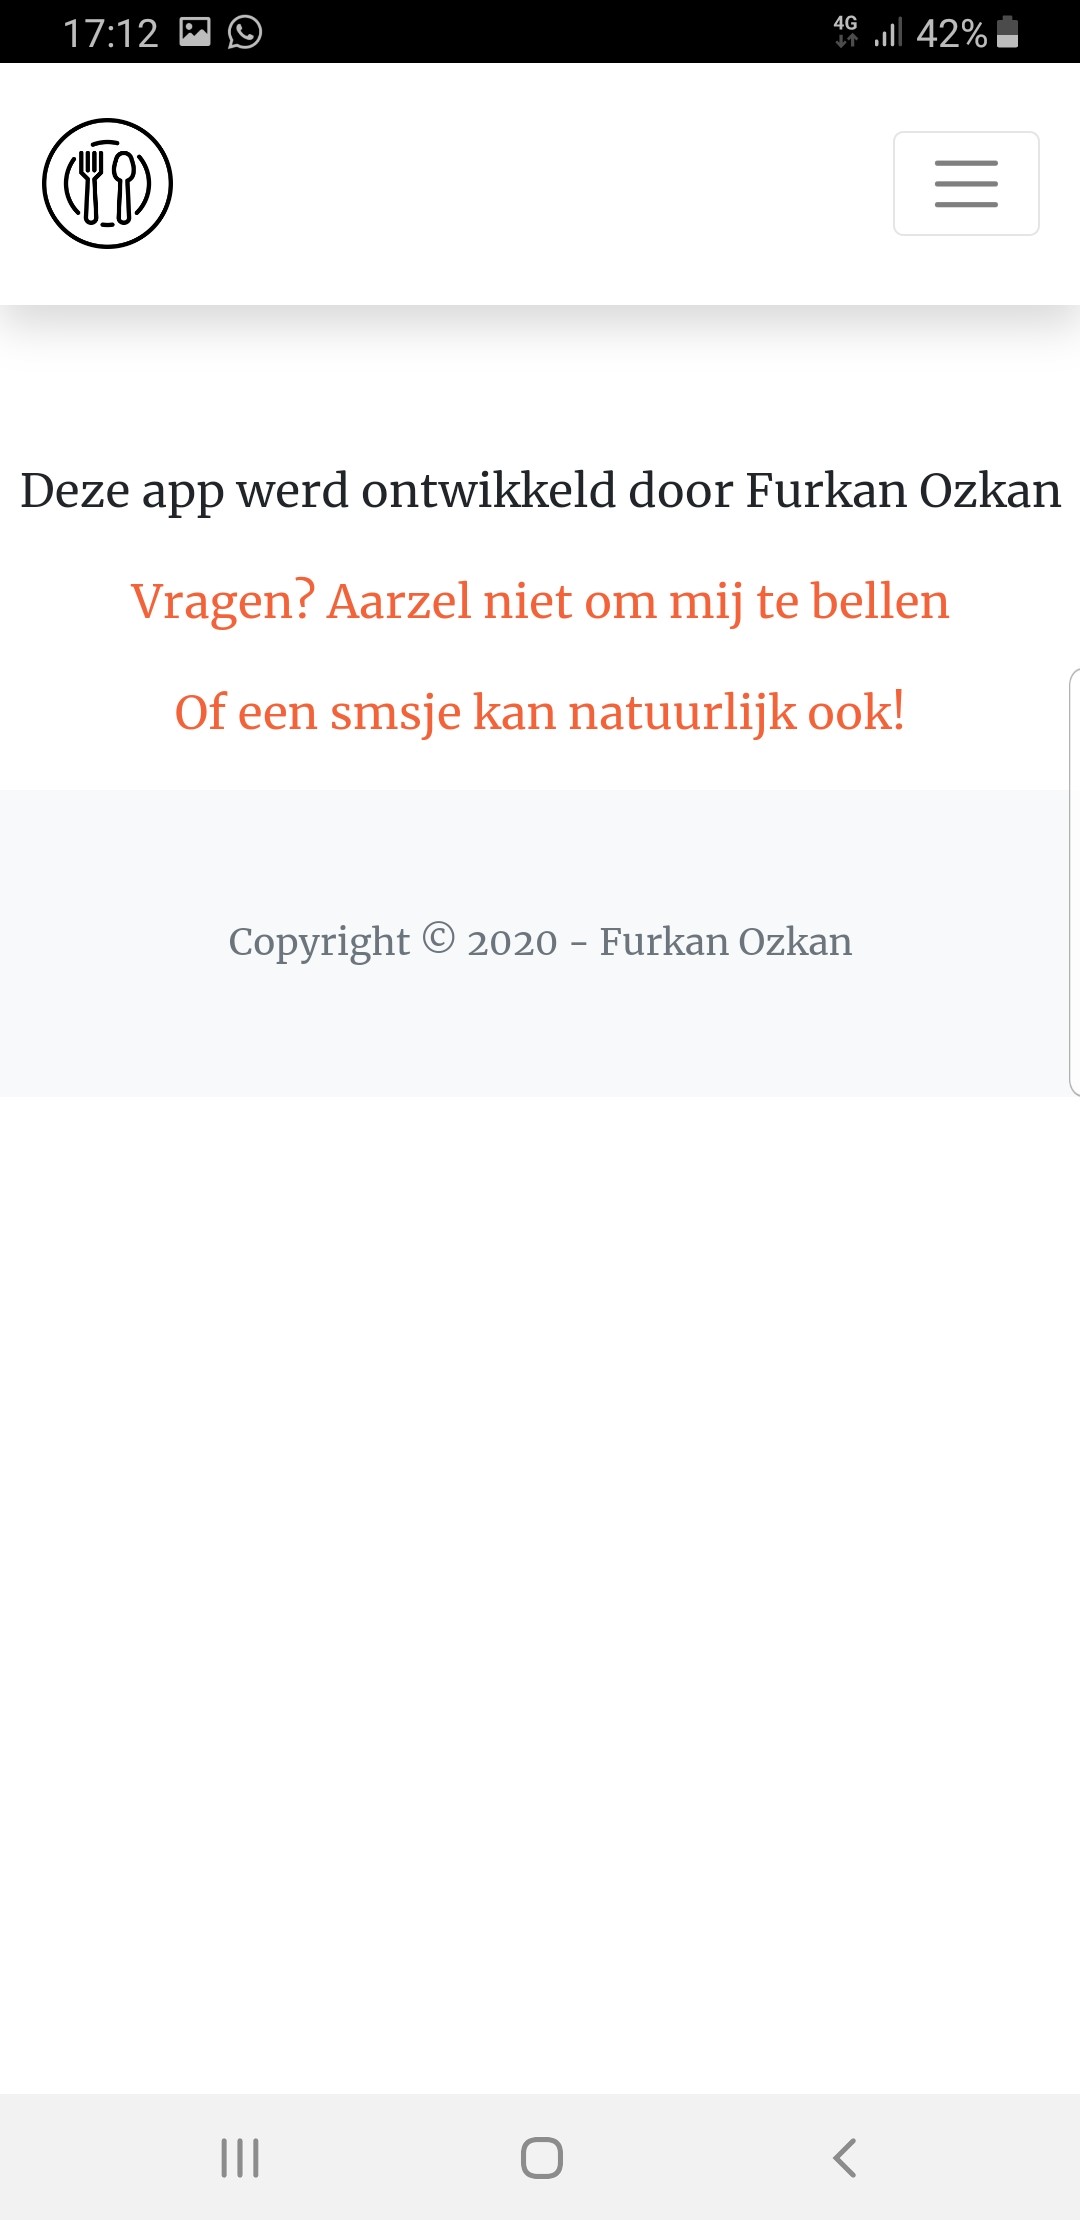 17:12
4G
42%
Deze app werd ontwikkeld door Furkan Ozkan
Vragen? Aarzel niet om mij te bellen
Of een smsje kan natuurlijk ook!
Copyright © 2020 - Furkan Ozkan